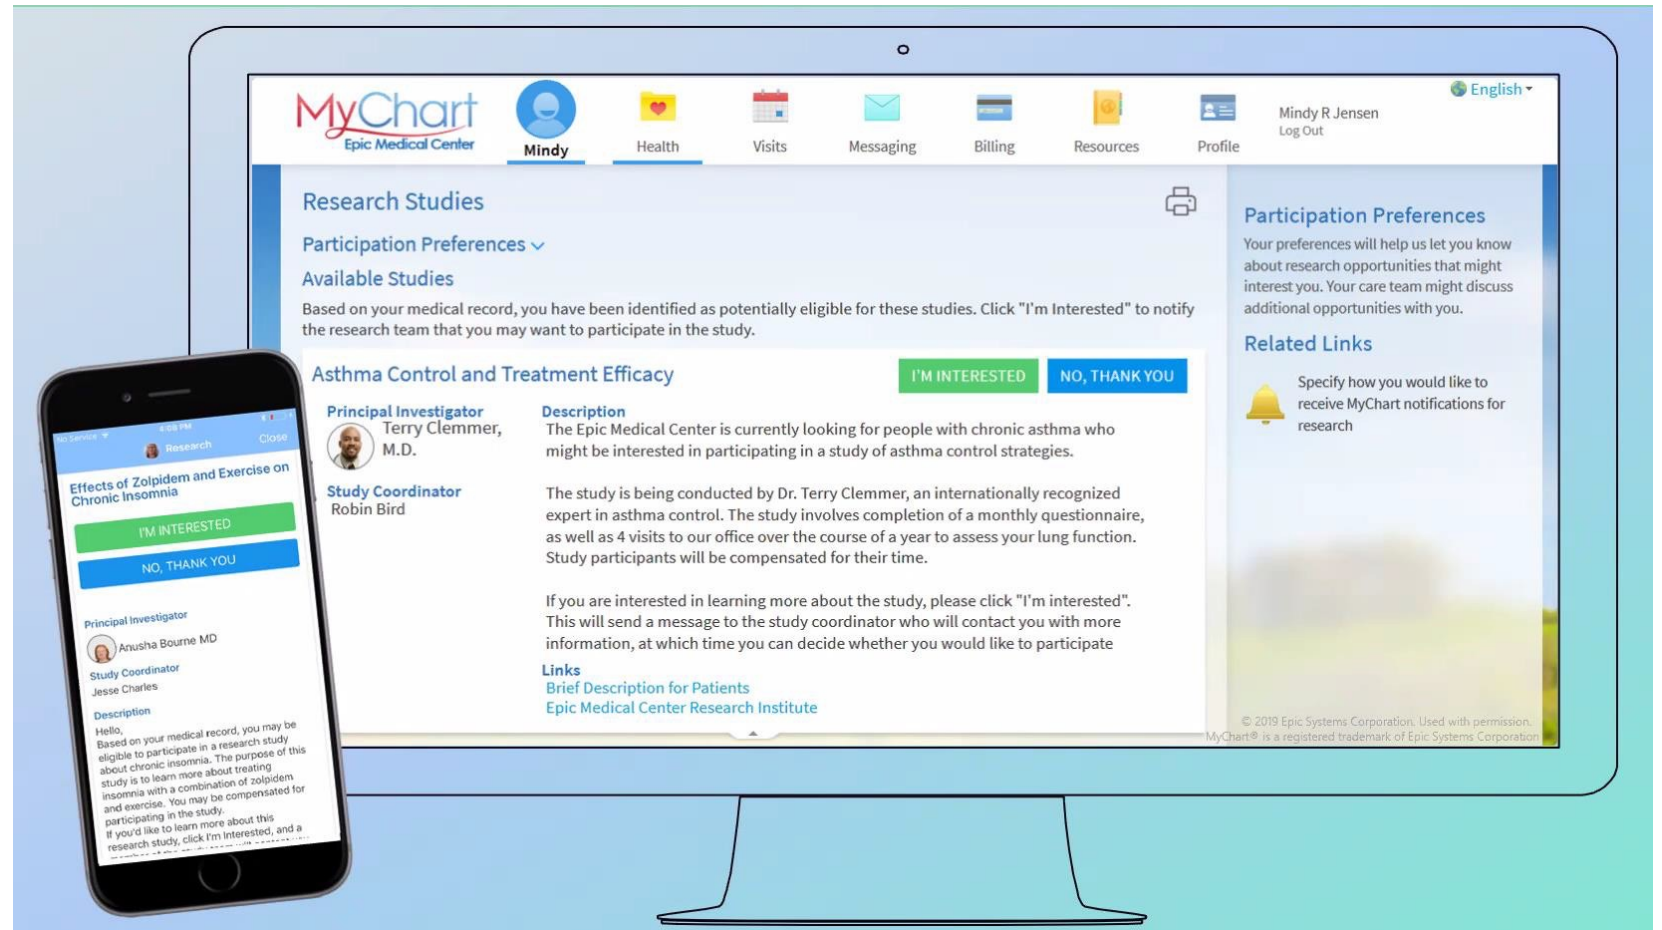 MyChart
Epic Medical Center
Mindy
Health
Visits
Messaging
Billing
Resources
Profile
Mindy R Jensen
Log Out
English
Research Studies
Participation Preferences
Available Studies
Based on your medical record, you have been identified as potentially eligible for these studies. Click "I'm Interested" to notify
the research team that you may want to participate in the study.
Asthma Control and Treatment Efficacy
I'M INTERESTED
NO, THANK YOU
Principal Investigator
Terry Clemmer,
M.D.
Study Coordinator
Robin Bird
Description
The Epic Medical Center is currently looking for people with chronic asthma who
might be interested in participating in a study of asthma control strategies.
The study is being conducted by Dr. Terry Clemmer, an internationally recognized
expert in asthma control. The study involves completion of a monthly questionnaire,
as well as 4 visits to our office over the course of a year to assess your lung function.
Study participants will be compensated for their time.
If you are interested in learning more about the study, please click "I'm interested".
This will send a message to the study coordinator who will contact you with more
information, at which time you can decide whether you would like to participate
Links
Brief Description for Patients
Epic Medical Center Research Institute
Participation Preferences
Your preferences will help us let you know
about research opportunities that might
interest you. Your care team might discuss
additional opportunities with you.
Related Links
Specify how you would like to
receive MyChart notifications for
research
© 2019 Epic Systems Corporation. Used with permission.
MyChart® is a registered trademark of Epic Systems Corporation
No Service
4:08 PM
Research
Close
Effects of Zolpidem and Exercise on
Chronic Insomnia
I'M INTERESTED
NO, THANK YOU
Principal Investigator
Anusha Bourne MD
Study Coordinator
Jesse Charles
Description
Hello,
Based on your medical record, you may be
eligible to participate in a research study
about chronic insomnia. The purpose of this
study is to learn more about treating
insomnia with a combination of zolpidem
and exercise. You may be compensated for
participating in the study.
If you'd like to learn more about this
research study, click I'm Interested, and a